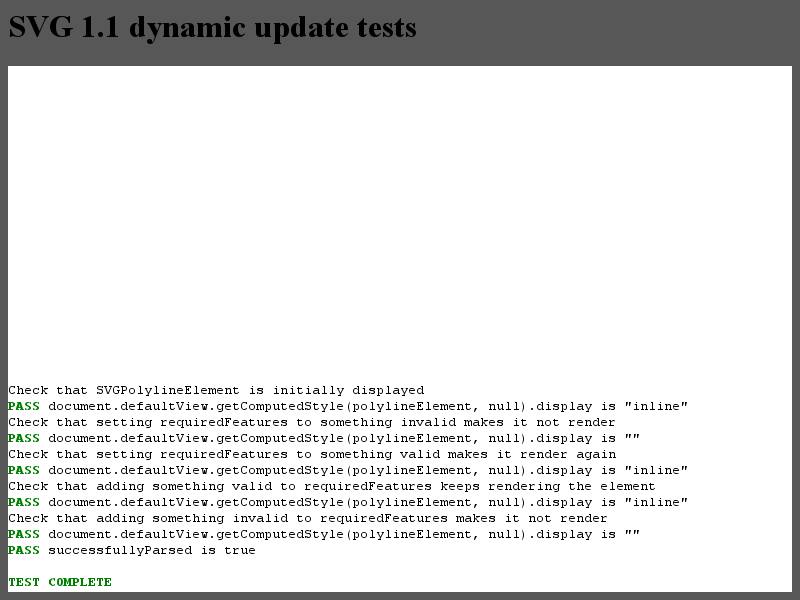 SVG 1.1 dynamic update tests
Check that SVGPolylineElement is initially displayed
PASS document.defaultView.getComputedStyle(polylineElement, null).display is "inline"
Check that setting requiredFeatures to something invalid makes it not render
PASS document.defaultView.getComputedStyle(polylineElement, null).display is ""
Check that setting requiredFeatures to something valid makes it render again
PASS document.defaultView.getComputedStyle(polylineElement, null).display is "inline"
Check that adding something valid to requiredFeatures keeps rendering the element
PASS document.defaultView.getComputedStyle(polylineElement, null).display is "inline"
Check that adding something invalid to requiredFeatures makes it not render
PASS document.defaultView.getComputedStyle(polylineElement, null).display is ""
PASS successfullyParsed is true
TEST COMPLETE